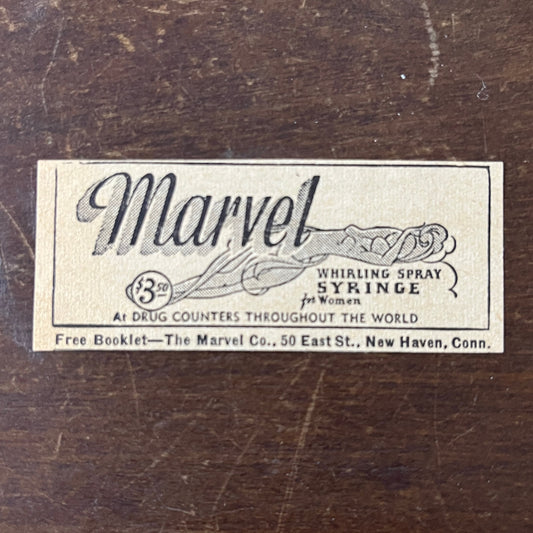 Marvel
$3.50
WHIRLING SPRAY
SYRINGE
for Women
At DRUG COUNTERS THROUGHOUT THE WORLD
Free Booklet—The Marvel Co., 50 East St., New Haven, Conn.